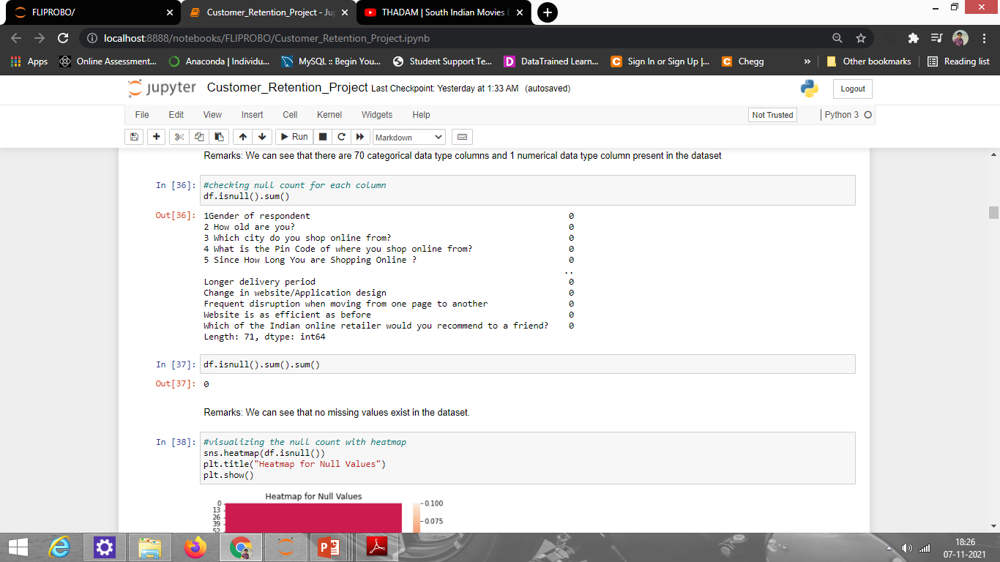 FLIPROBO/
Customer_Retention_Project - Ju
THADAM | South Indian Movies
localhost:8888/notebooks/FLIPROBO/Customer_Retention_Project.ipynb
Apps
Online Assessment...
Anaconda | Individu...
MySQL :: Begin You...
Student Support Te...
D
DataTrained Learn...
C
Sign In or Sign Up |...
C
Chegg
»
Other bookmarks
Reading list
jupyter
Customer_Retention_Project Last Checkpoint: Yesterday at 1:33 AM (autosaved)
Logout
File Edit View Insert Cell Kernel Widgets Help
Not Trusted
Python 3
Run
Markdown
Remarks: We can see that there are 70 categorical data type columns and 1 numerical data type column present in the dataset
In [36]: #checking null count for each column
df.isnull().sum()
Out[36]: 1Gender of respondent 0
2 How old are you? 0
3 Which city do you shop online from? 0
4 What is the Pin Code of where you shop online from? 0
5 Since How Long You are Shopping Online ? 0
..
Longer delivery period 0
Change in website/Application design 0
Frequent disruption when moving from one page to another 0
Website is as efficient as before 0
Which of the Indian online retailer would you recommend to a friend? 0
Length: 71, dtype: int64
In [37]: df.isnull().sum().sum()
Out[37]: 0
Remarks: We can see that no missing values exist in the dataset.
In [38]: #visualizing the null count with heatmap
sns.heatmap(df.isnull())
plt.title("Heatmap for Null Values")
plt.show()
Heatmap for Null Values
0
13
26
39
52
0.100
0.075
18:26
07-11-2021